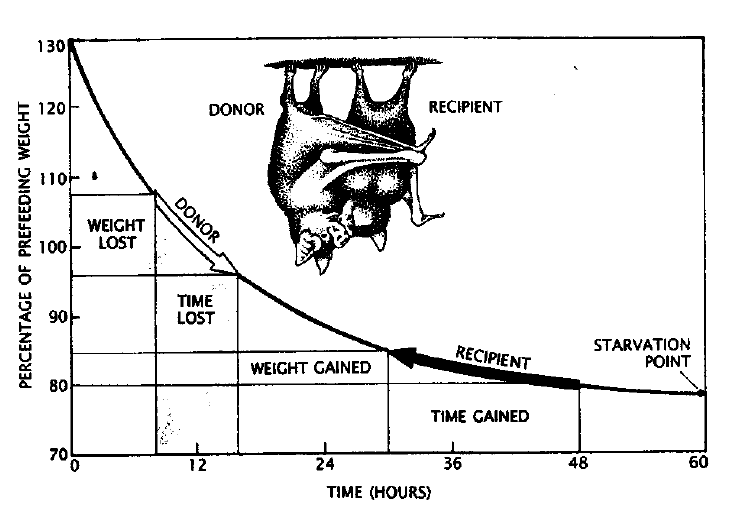 130
120
110
100
90
80
70
PERCENTAGE OF PREFEEDING WEIGHT
DONOR
RECIPIENT
WEIGHT
LOST
DONOR
TIME
LOST
WEIGHT GAINED
RECIPIENT
STARVATION
POINT
TIME GAINED
0
12
24
36
48
60
TIME (HOURS)